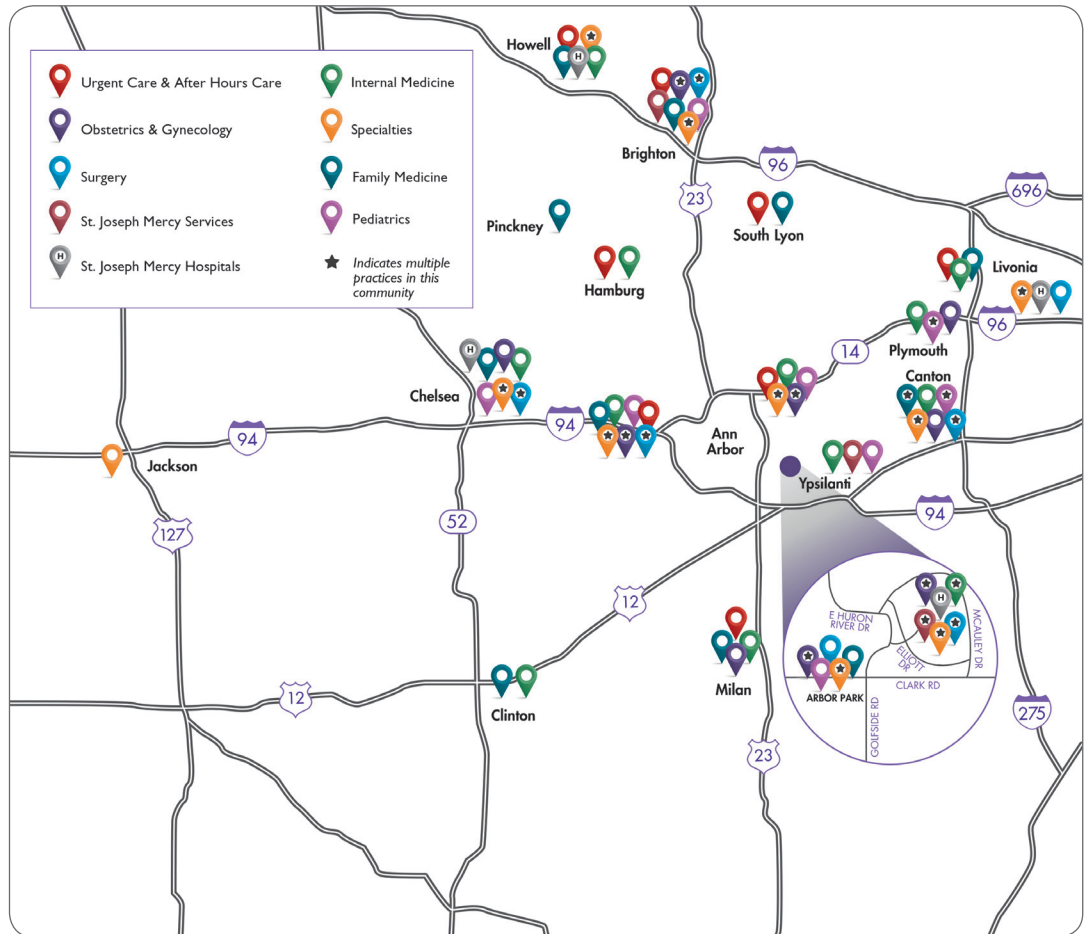 Urgent Care & After Hours Care
Obstetrics & Gynecology
Surgery
St. Joseph Mercy Services
H
St. Joseph Mercy Hospitals
Internal Medicine
Specialties
Family Medicine
Pediatrics
Indicates multiple
practices in this
community
Howell
H
Brighton
96
696
23
Pinckney
South Lyon
Hamburg
Livonia
H
96
Plymouth
14
Canton
H
Chelsea
94
94
Ann
Arbor
Jackson
Ypsilanti
94
127
52
12
E HURON
RIVER DR
H
MCAULEY DR
ELLIOTT
DR
CLARK RD
ARBOR PARK
GOLFSIDE RD
Milan
12
Clinton
23
275